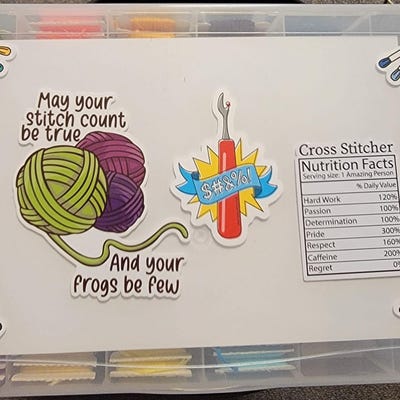 May your
stitch count
be true
And your
frogs be few
$#&%!
Cross Stitcher
Nutrition Facts
Serving size: 1 Amazing Person
% Daily Value
Hard Work 120%
Passion 100%
Determination 100%
Pride 300%
Respect 160%
Caffeine 200%
Regret 0%